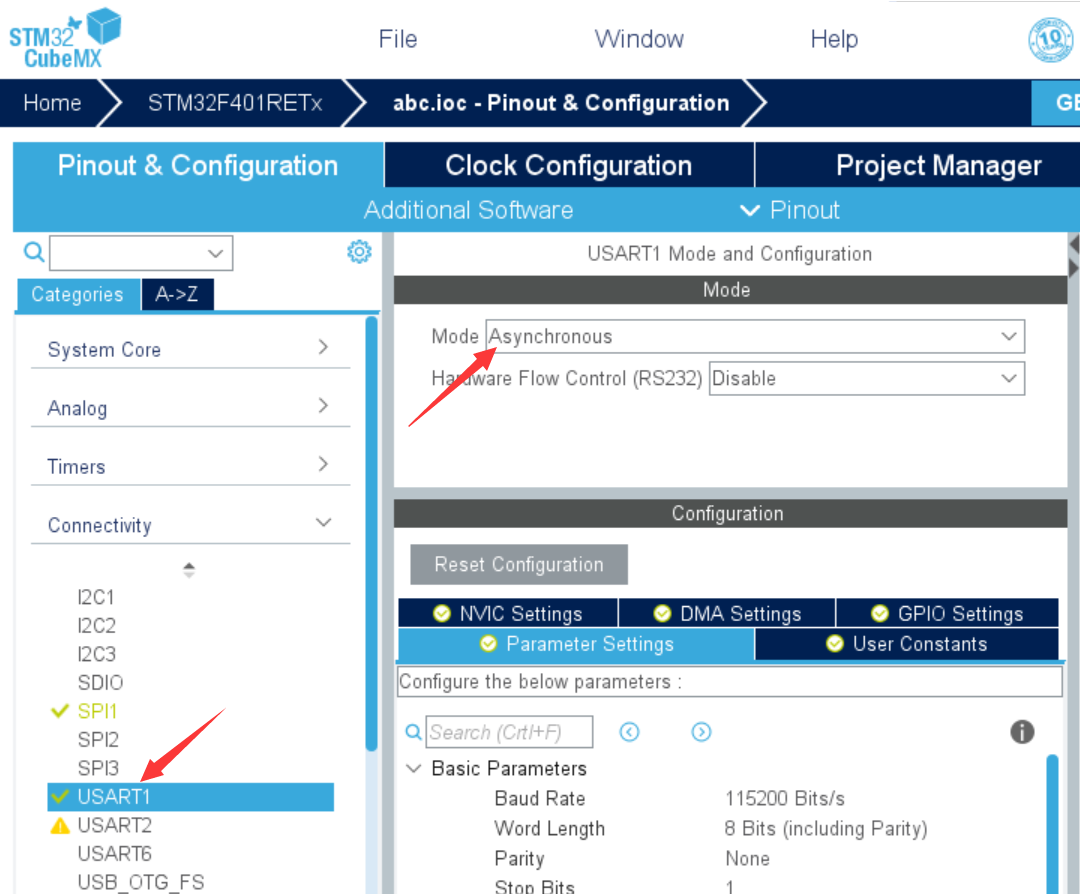 STM32
CubeMX
File
Window
Help
10
Home
STM32F401RETx
abc.ioc - Pinout & Configuration
Pinout & Configuration
Clock Configuration
Project Manager
Additional Software
Pinout
Categories
A->Z
System Core
Analog
Timers
Connectivity
I2C1
I2C2
I2C3
SDIO
SPI1
SPI2
SPI3
USART1
USART2
USART6
USB_OTG_FS
USART1 Mode and Configuration
Mode
Mode Asynchronous
Hardware Flow Control (RS232) Disable
Configuration
Reset Configuration
NVIC Settings
DMA Settings
GPIO Settings
Parameter Settings
User Constants
Configure the below parameters :
Search (Crtl+F)
Basic Parameters
Baud Rate 115200 Bits/s
Word Length 8 Bits (including Parity)
Parity None
Stop Bits 1